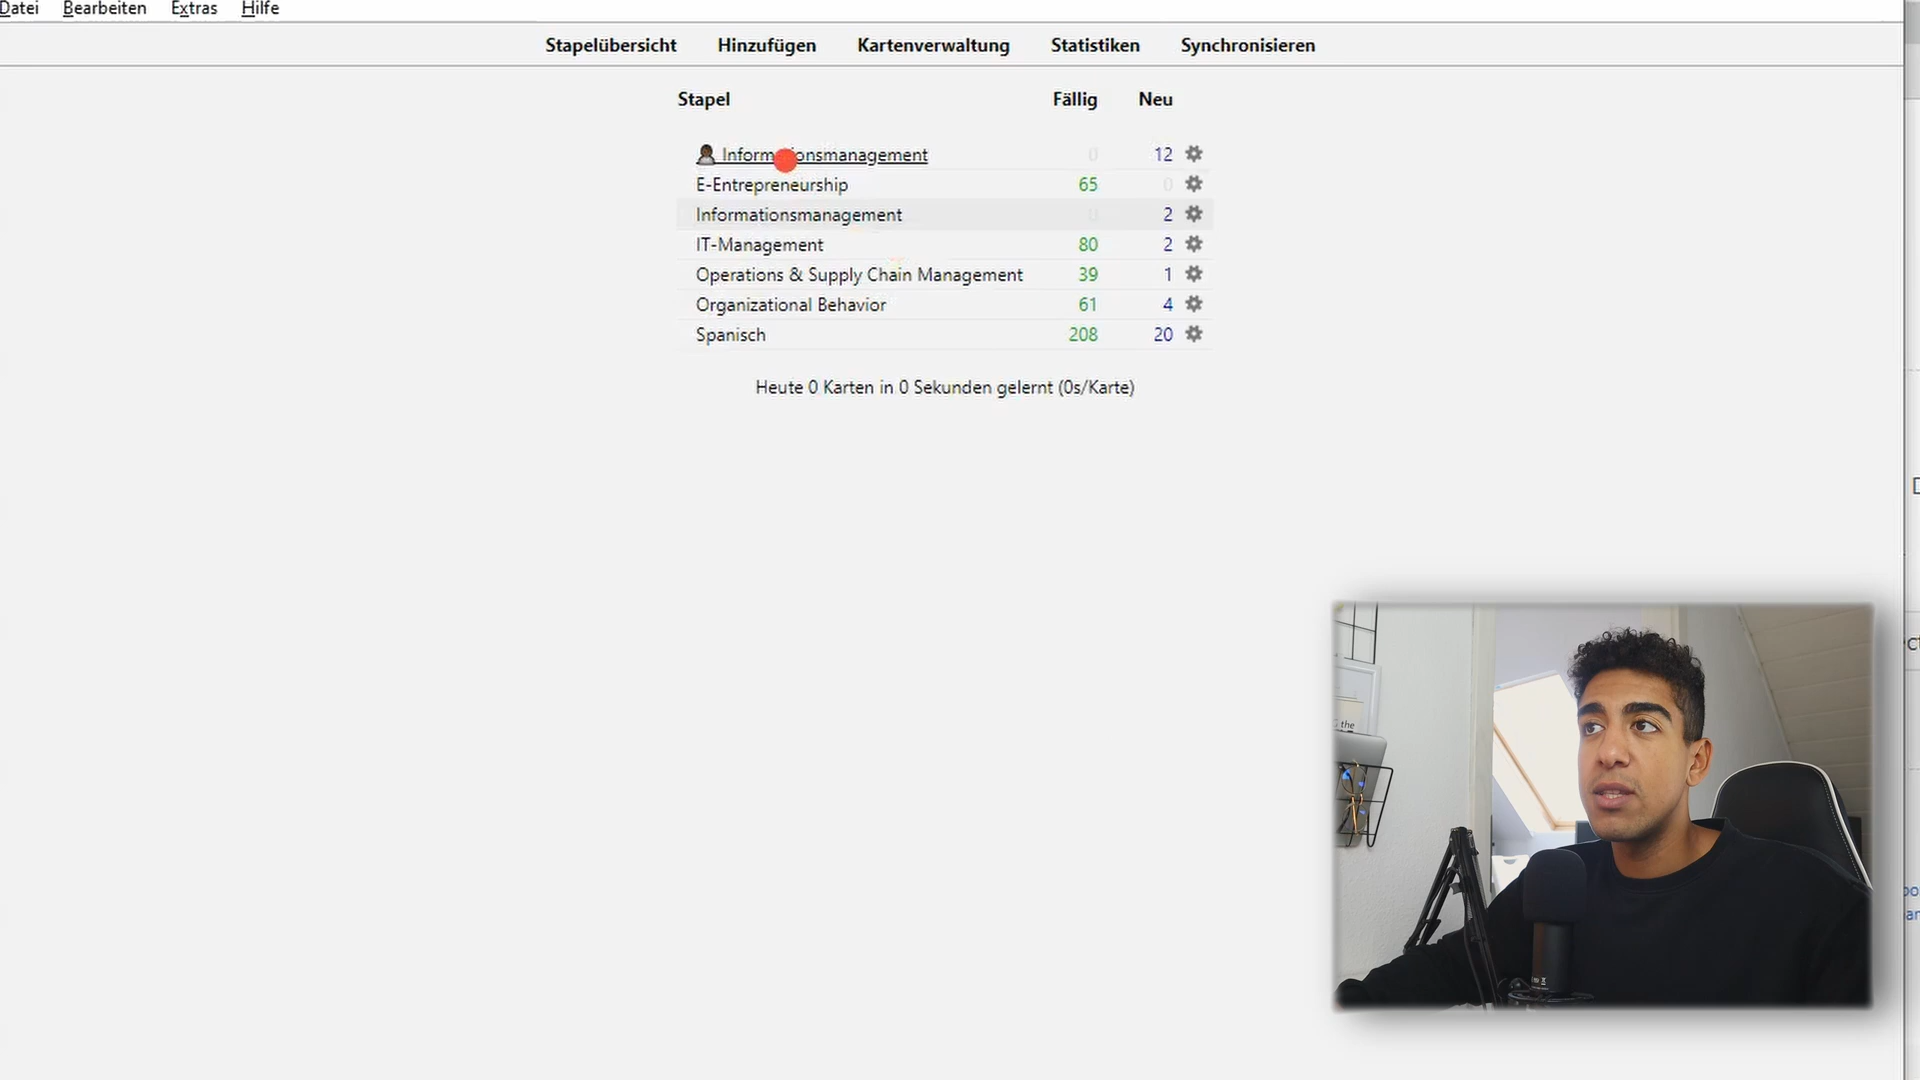 Datei Bearbeiten Extras Hilfe
Stapelübersicht Hinzufügen Kartenverwaltung Statistiken Synchronisieren
Stapel Fällig Neu
Informationsmanagement 0 12
E-Entrepreneurship 65 0
Informationsmanagement 0 2
IT-Management 80 2
Operations & Supply Chain Management 39 1
Organizational Behavior 61 4
Spanisch 208 20
Heute 0 Karten in 0 Sekunden gelernt (0s/Karte)
the